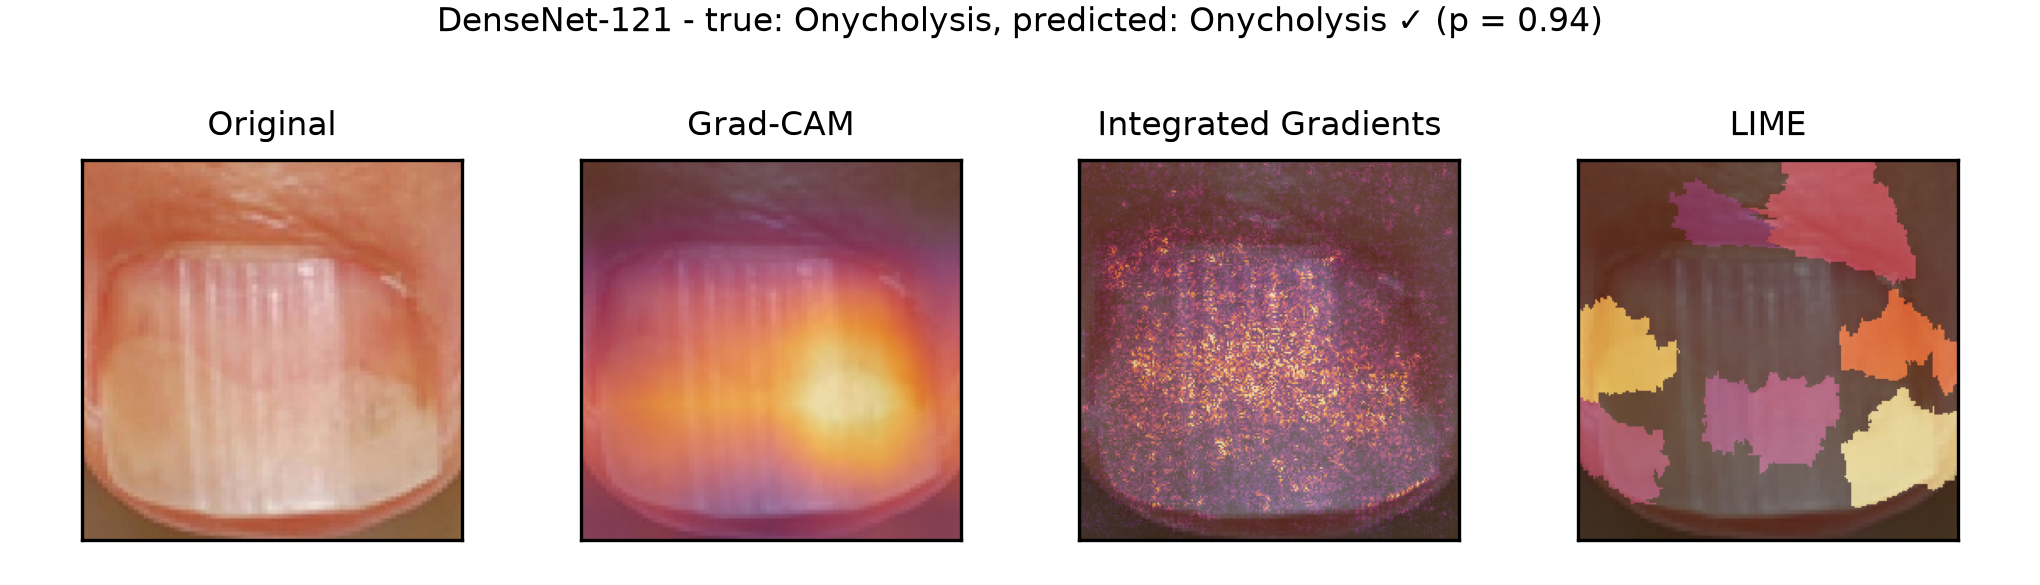 DenseNet-121 - true: Onycholysis, predicted: Onycholysis ✓ (p = 0.94)
Original
Grad-CAM
Integrated Gradients
LIME